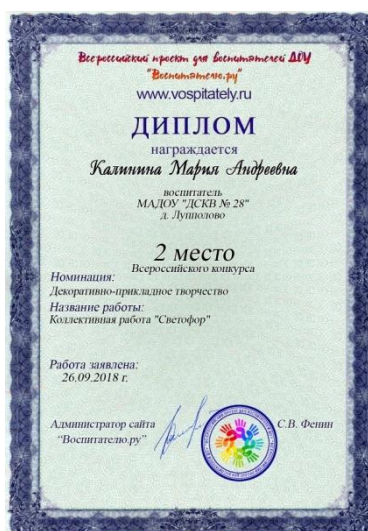 Всероссийский проект для воспитателей ДОУ
"Воспитателю.ру"
www.vospitately.ru
ДИПЛОМ
награждается
Калинина Мария Андреевна
воспитатель
МАДОУ "ДСКВ № 28"
д. Лупполово
2 место
Всероссийского конкурса
Номинация:
Декоративно-прикладное творчество
Название работы:
Коллективная работа "Светофор"
Работа заявлена:
26.09.2018 г.
Администратор сайта
"Воспитателю.ру"
С.В. Фенин